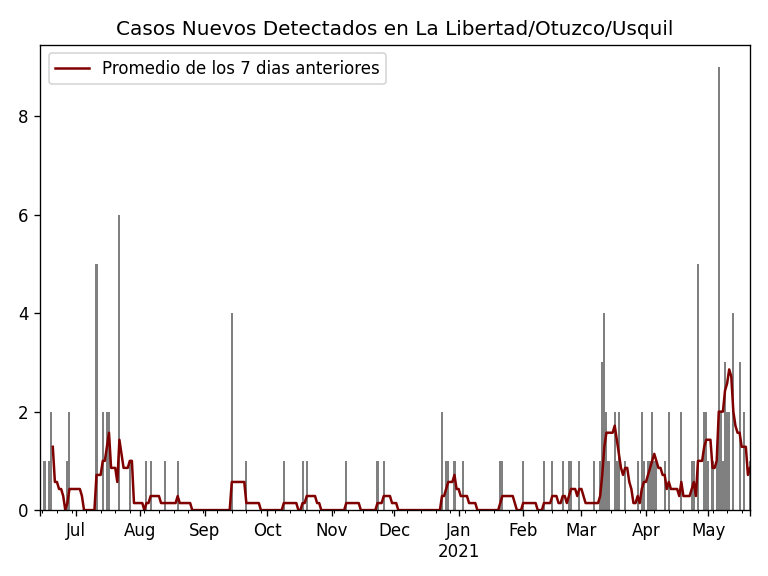 Casos Nuevos Detectados en La Libertad/Otuzco/Usquil
Promedio de los 7 dias anteriores
8
6
4
2
0
Jul Aug Sep Oct Nov Dec Jan Feb Mar Apr May
2021